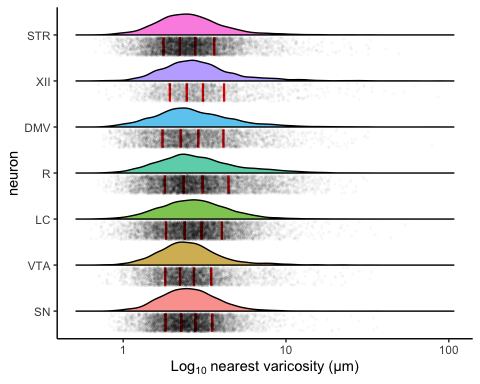 neuron
STR
XII
DMV
R
LC
VTA
SN
1 10 100
Log₁₀ nearest varicosity (µm)